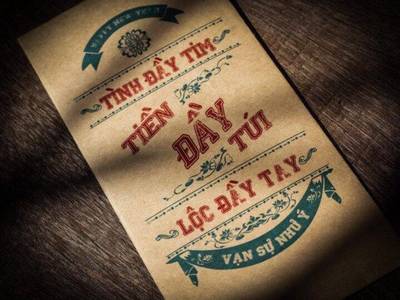 TÌNH ĐẦY TIM
TIỀN
ĐẦY
TÚI
LỘC ĐẦY TAY
VẠN SỰ NHƯ Ý